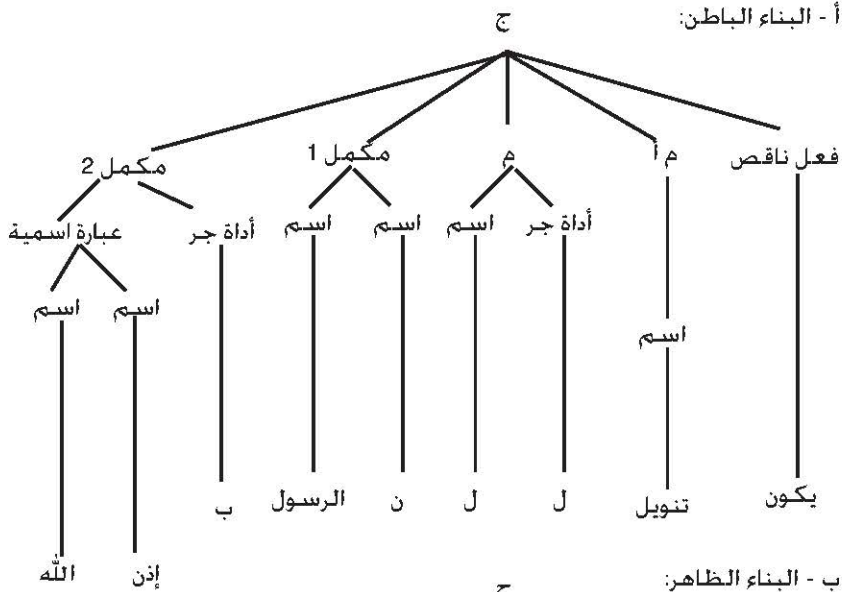 أ - البناء الباطن: ج
فعل ناقص م أ م مكمل 1 مكمل 2
أداة جر اسم اسم اسم أداة جر عبارة اسمية
اسم اسم اسم
يكون تنويل ل ل ن الرسول ب
إذن الله
ب - البناء الظاهر: ج